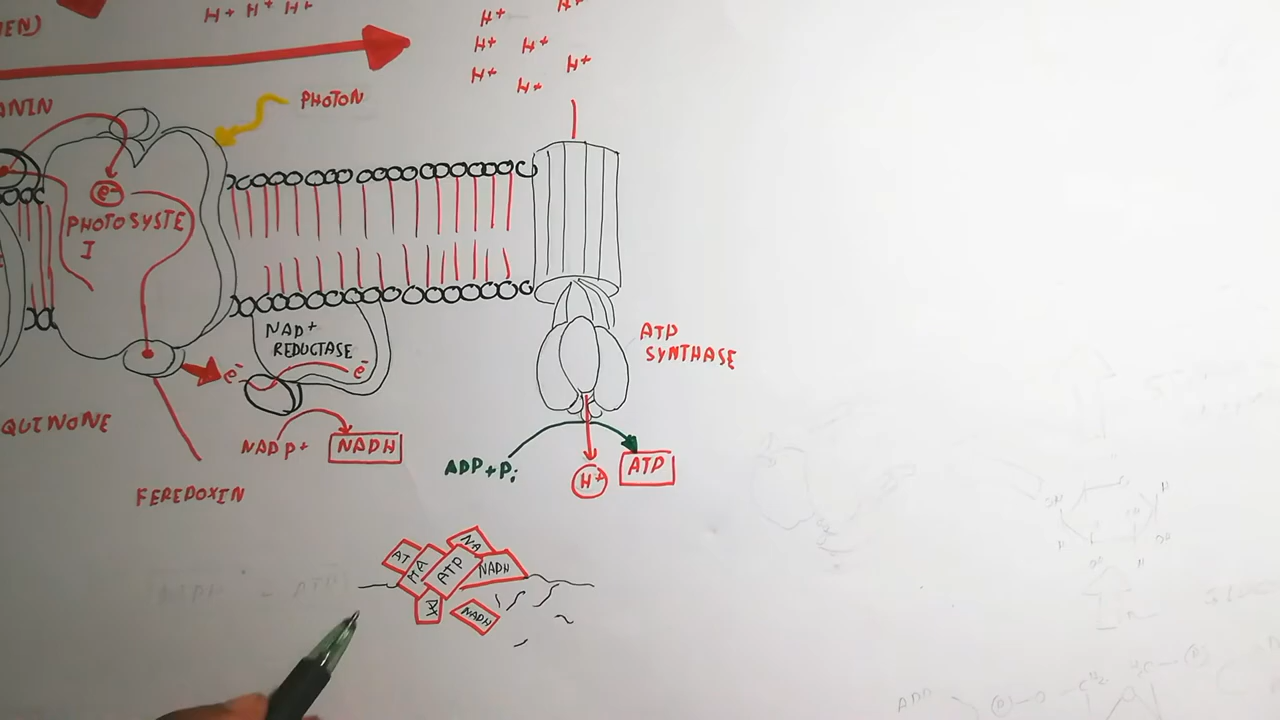 H+ H+ H+
H+
H+
H+ H+
H+ H+
H+
PHOTON
e-
PHOTOSYSTE
I
NAD+
REDUCTASE
e-
e-
ATP
SYNTHASE
QUINONE
NADP+ NADH
ADP+Pi
H+
ATP
FEREDOXIN
AT
NA
ATP
NADH
NADH